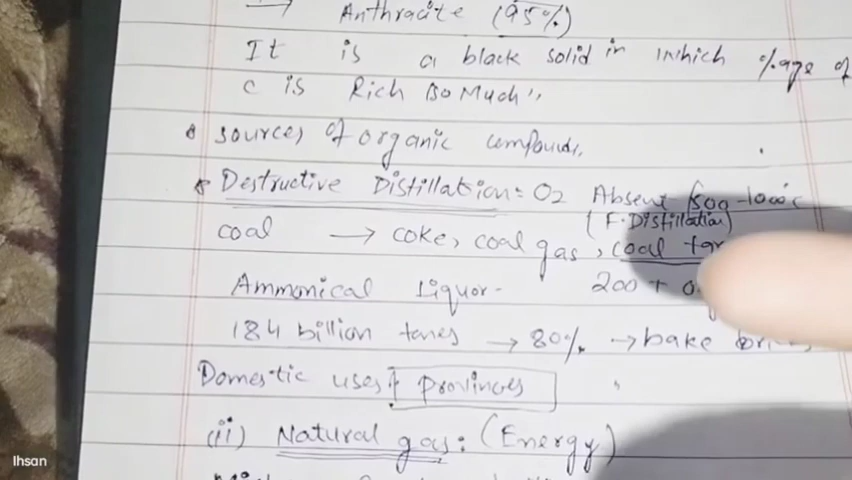 → Anthracite (95%)
It is a black solid in which %age of
C is Rich so Much"
sources of organic compounds.
Destructive Distillation:= O2 Absent 500-1000°C
(F. Distillation)
coal → coke, coal gas, coal tar
Ammonical Liquor- 200 +
184 billion tones → 80% → bake
Domestic uses provinces
(ii) Natural gas: (Energy)
Ihsan